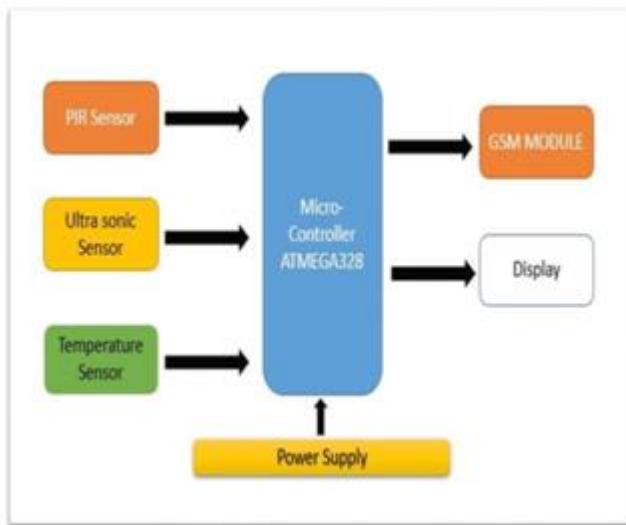 PIR Sensor
Ultra sonic
Sensor
Temperature
Sensor
Micro-
Controller
ATMEGA328
GSM MODULE
Display
Power Supply